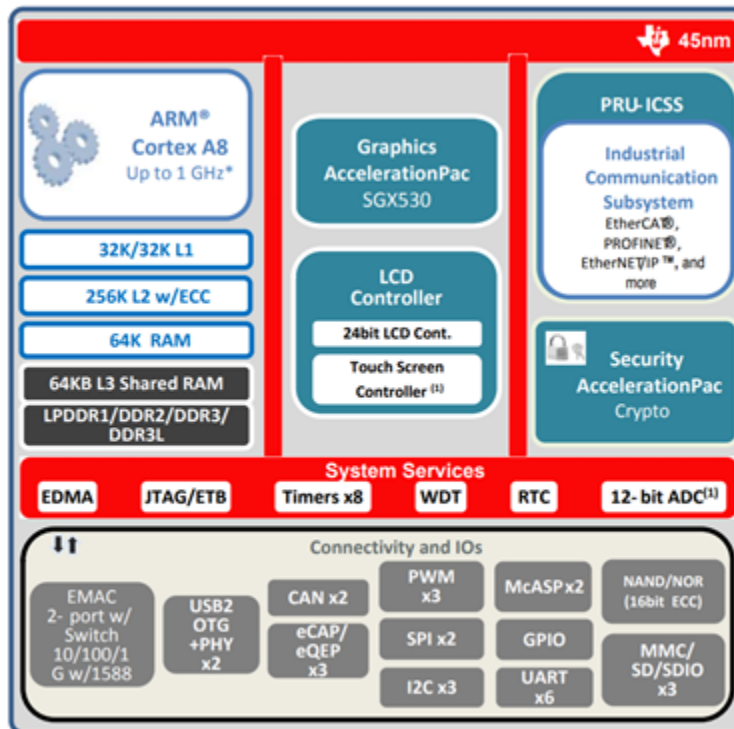 45nm
ARM®
Cortex A8
Up to 1 GHz*
32K/32K L1
256K L2 w/ECC
64K RAM
64KB L3 Shared RAM
LPDDR1/DDR2/DDR3/
DDR3L
Graphics
AccelerationPac
SGX530
LCD
Controller
24bit LCD Cont.
Touch Screen
Controller (1)
PRU-ICSS
Industrial
Communication
Subsystem
EtherCAT®,
PROFINET®,
EtherNET/IP™, and
more
Security
AccelerationPac
Crypto
System Services
EDMA
JTAG/ETB
Timers x8
WDT
RTC
12- bit ADC(1)
Connectivity and IOs
EMAC
2- port w/
Switch
10/100/1
G w/1588
USB2
OTG
+PHY
x2
CAN x2
eCAP/
eQEP
x3
PWM
x3
SPI x2
I2C x3
McASP x2
GPIO
UART
x6
NAND/NOR
(16bit ECC)
MMC/
SD/SDIO
x3